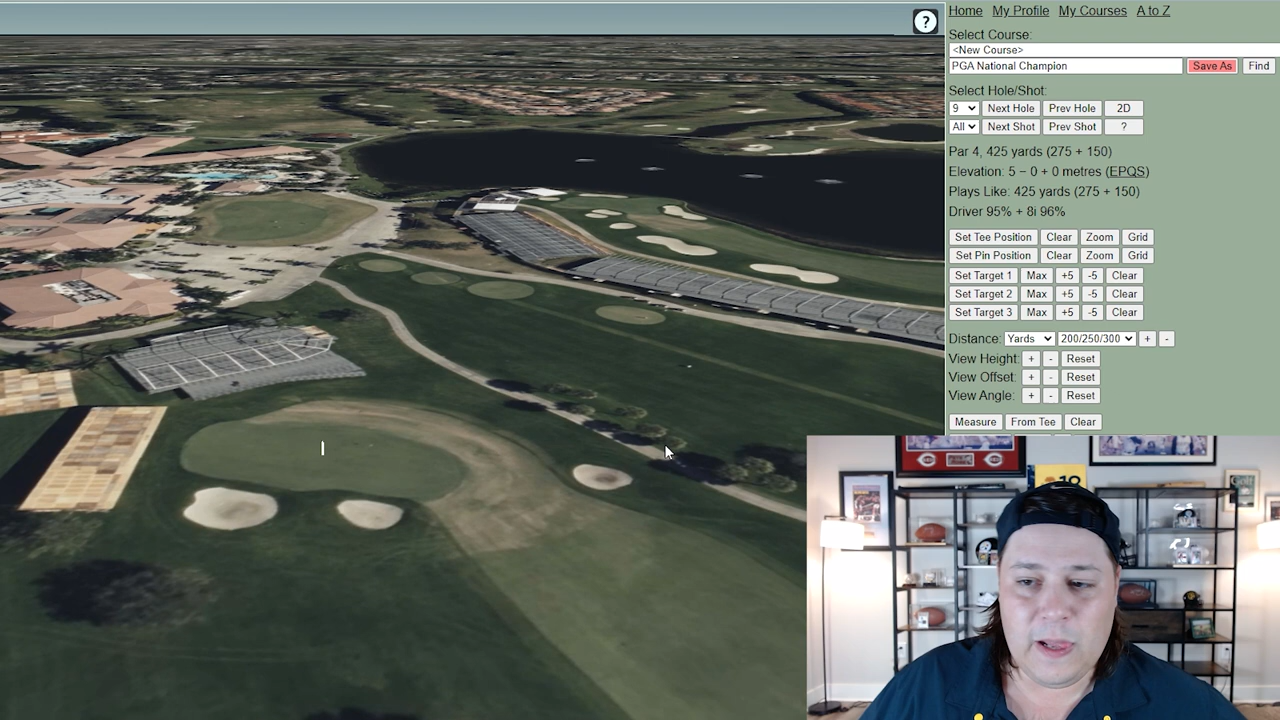 ?
Home My Profile My Courses A to Z
Select Course:
<New Course>
PGA National Champion Save As Find
Select Hole/Shot:
9 Next Hole Prev Hole 2D
All Next Shot Prev Shot ?
Par 4, 425 yards (275 + 150)
Elevation: 5 − 0 + 0 metres (EPQS)
Plays Like: 425 yards (275 + 150)
Driver 95% + 8i 96%
Set Tee Position Clear Zoom Grid
Set Pin Position Clear Zoom Grid
Set Target 1 Max +5 -5 Clear
Set Target 2 Max +5 -5 Clear
Set Target 3 Max +5 -5 Clear
Distance: Yards 200/250/300 + -
View Height: + - Reset
View Offset: + - Reset
View Angle: + - Reset
Measure From Tee Clear
Golf